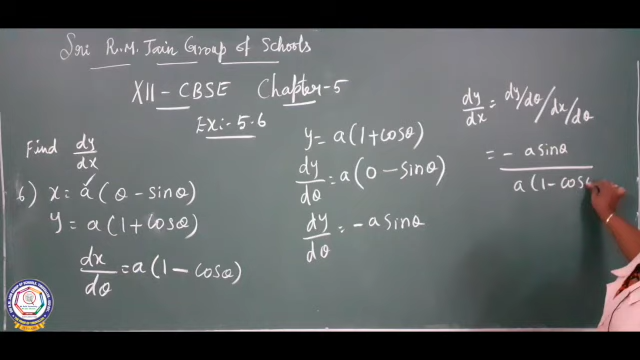 Sri R.M. Jain Group of Schools
XII - CBSE Chapter-5
Ex:- 5.6
Find dy/dx
6) x = a(θ - sinθ)
y = a(1 + cosθ)
dx/dθ = a(1 - cosθ)
y = a(1 + cosθ)
dy/dθ = a(0 - sinθ)
dy/dθ = -a sinθ
dy/dx = dy/dθ / dx/dθ
= - a sinθ
a(1 - cos